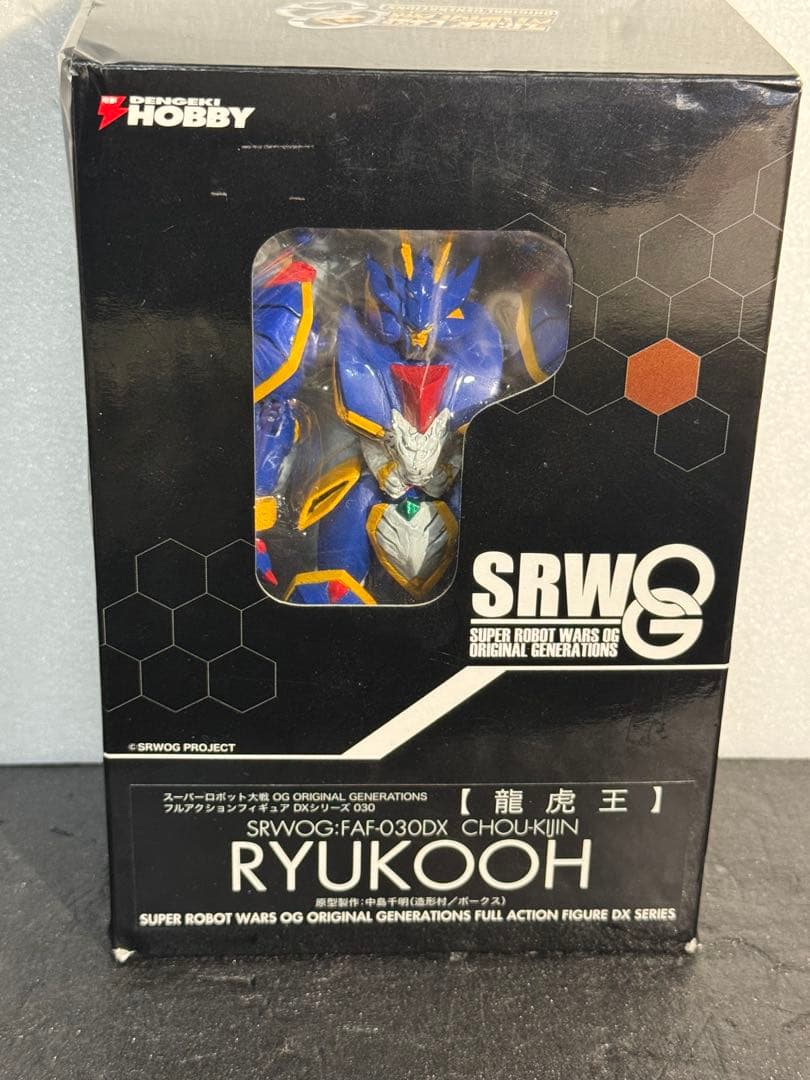 DENGEKI
HOBBY
SRWOG
SUPER ROBOT WARS OG
ORIGINAL GENERATIONS
©SRWOG PROJECT
スーパーロボット大戦 OG ORIGINAL GENERATIONS
フルアクションフィギュア DXシリーズ 030
【龍虎王】
SRWOG:FAF-030DX CHOU-KIJIN
RYUKOOH
原型製作:中島千明(造形村/ボークス)
SUPER ROBOT WARS OG ORIGINAL GENERATIONS FULL ACTION FIGURE DX SERIES